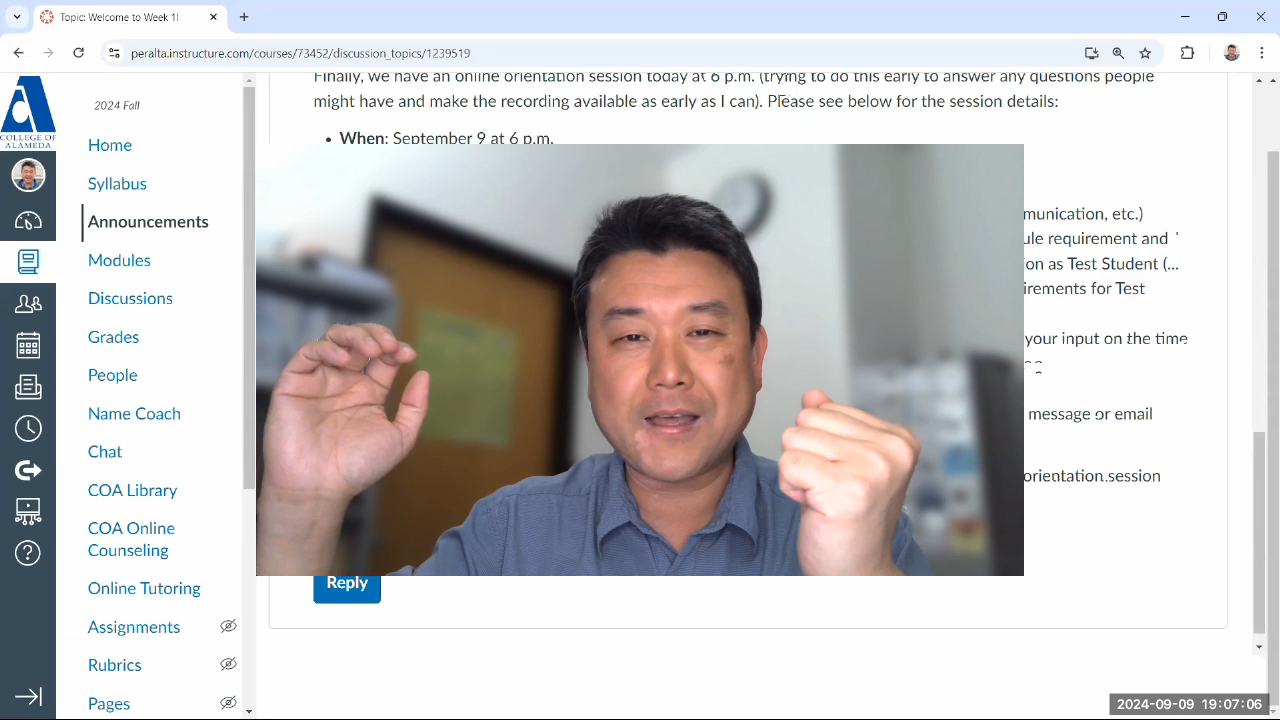 Topic: Welcome to Week 1!
peralta.instructure.com/courses/73452/discussion_topics/1239519
COLLEGE OF
ALAMEDA
2024 Fall
Home
Syllabus
Announcements
Modules
Discussions
Grades
People
Name Coach
Chat
COA Library
COA Online
Counseling
Online Tutoring
Assignments
Rubrics
Pages
Finally, we have an online orientation session today at 6 p.m. (trying to do this early to answer any questions people
might have and make the recording available as early as I can). Please see below for the session details:
• When: September 9 at 6 p.m.
munication, etc.)
ule requirement and
on as Test Student (...
irements for Test
your input on the time
message or email
orientation session
Reply
2024-09-09 19:07:06